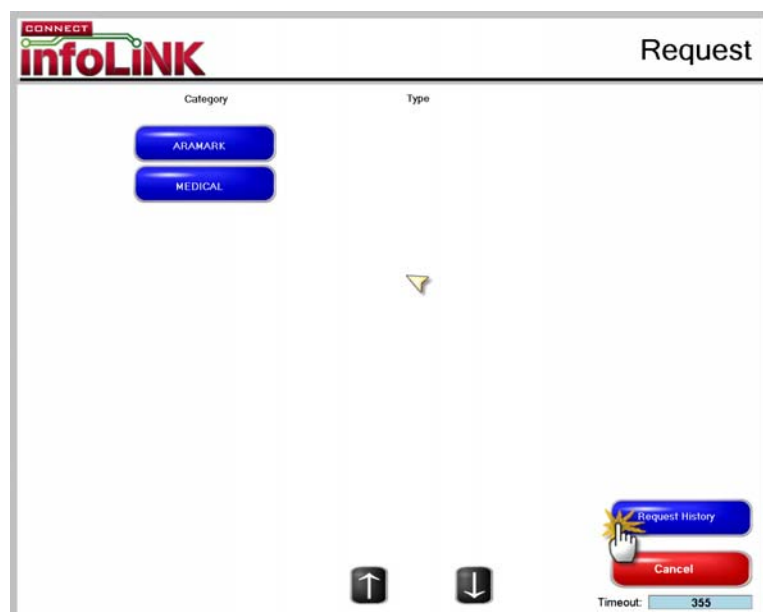 CONNECT
infoLiNK
Request
Category Type
ARAMARK
MEDICAL
Request History
Cancel
Timeout: 355